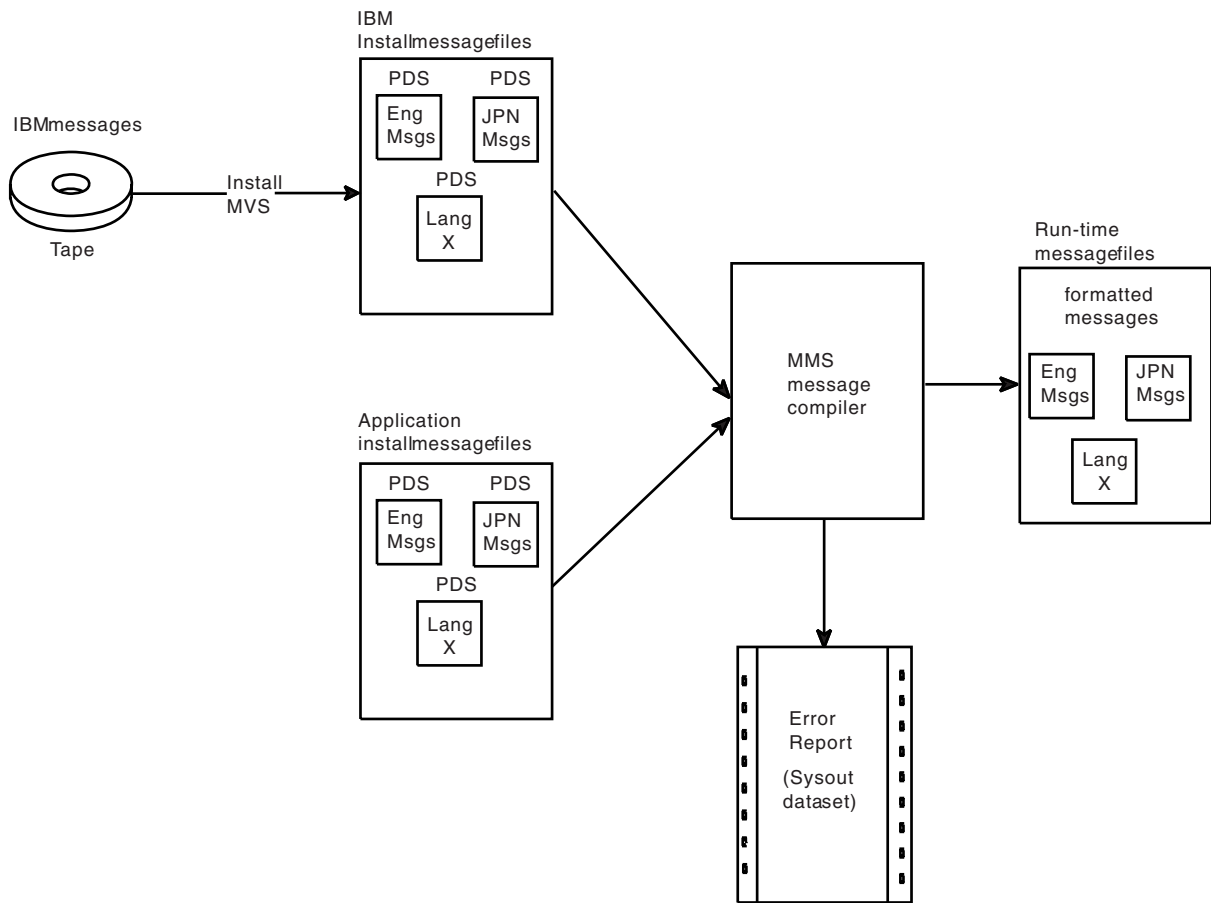 IBM
Installmessagefiles
PDS
Eng
Msgs
PDS
JPN
Msgs
PDS
Lang
X
IBMmessages
Tape
Install
MVS
Application
installmessagefiles
PDS
Eng
Msgs
PDS
JPN
Msgs
PDS
Lang
X
MMS
message
compiler
Run-time
messagefiles
formatted
messages
Eng
Msgs
JPN
Msgs
Lang
X
Error
Report
(Sysout
dataset)